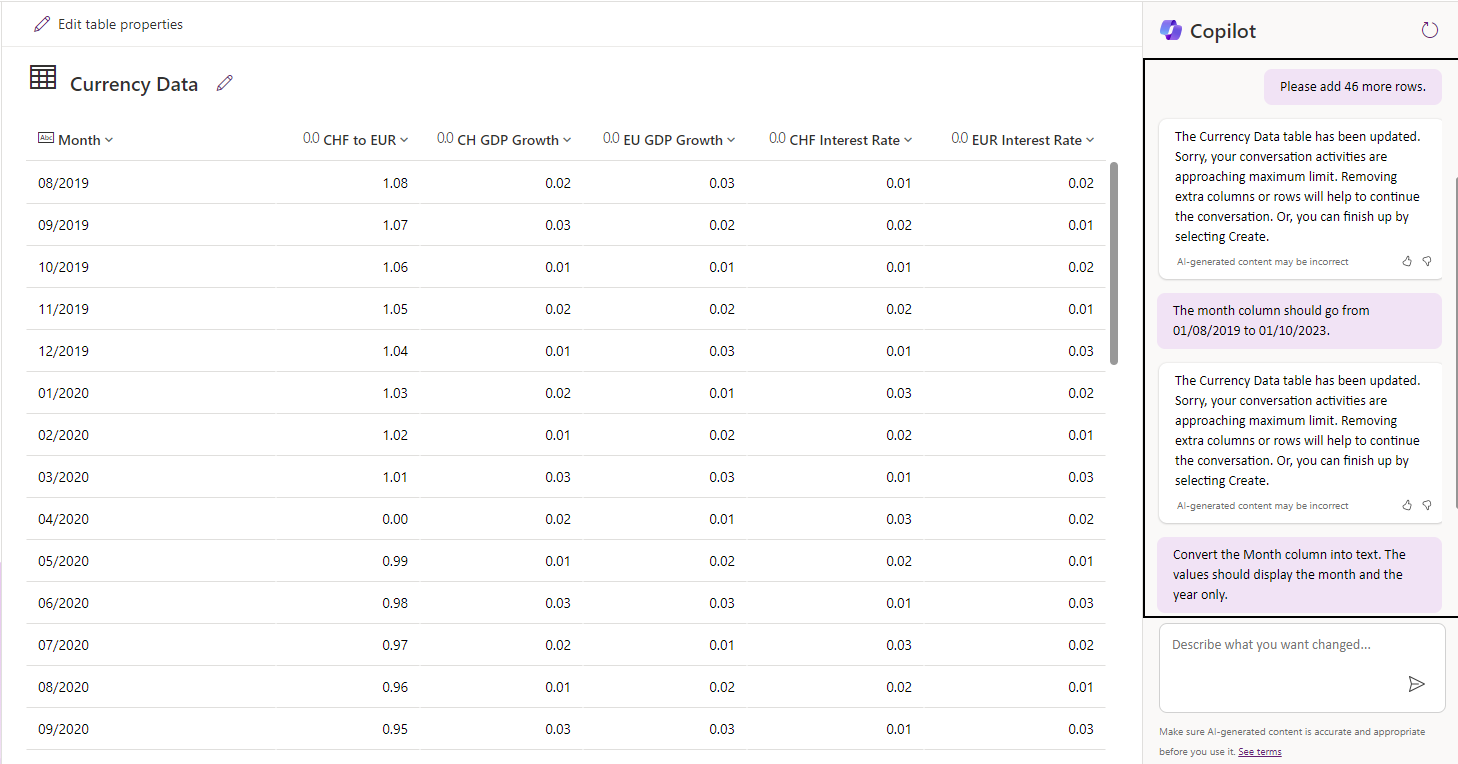 Edit table properties
Currency Data
Abc Month 0.0 CHF to EUR 0.0 CH GDP Growth 0.0 EU GDP Growth 0.0 CHF Interest Rate 0.0 EUR Interest Rate
08/2019 1.08 0.02 0.03 0.01 0.02
09/2019 1.07 0.03 0.02 0.02 0.01
10/2019 1.06 0.01 0.01 0.01 0.02
11/2019 1.05 0.02 0.02 0.02 0.01
12/2019 1.04 0.01 0.03 0.01 0.03
01/2020 1.03 0.02 0.01 0.03 0.02
02/2020 1.02 0.01 0.02 0.02 0.01
03/2020 1.01 0.03 0.03 0.01 0.03
04/2020 0.00 0.02 0.01 0.03 0.02
05/2020 0.99 0.01 0.02 0.02 0.01
06/2020 0.98 0.03 0.03 0.01 0.03
07/2020 0.97 0.02 0.01 0.03 0.02
08/2020 0.96 0.01 0.02 0.02 0.01
09/2020 0.95 0.03 0.03 0.01 0.03
Copilot
Please add 46 more rows.
The Currency Data table has been updated.
Sorry, your conversation activities are
approaching maximum limit. Removing
extra columns or rows will help to continue
the conversation. Or, you can finish up by
selecting Create.
AI-generated content may be incorrect
The month column should go from
01/08/2019 to 01/10/2023.
The Currency Data table has been updated.
Sorry, your conversation activities are
approaching maximum limit. Removing
extra columns or rows will help to continue
the conversation. Or, you can finish up by
selecting Create.
AI-generated content may be incorrect
Convert the Month column into text. The
values should display the month and the
year only.
Describe what you want changed...
Make sure AI-generated content is accurate and appropriate
before you use it. See terms